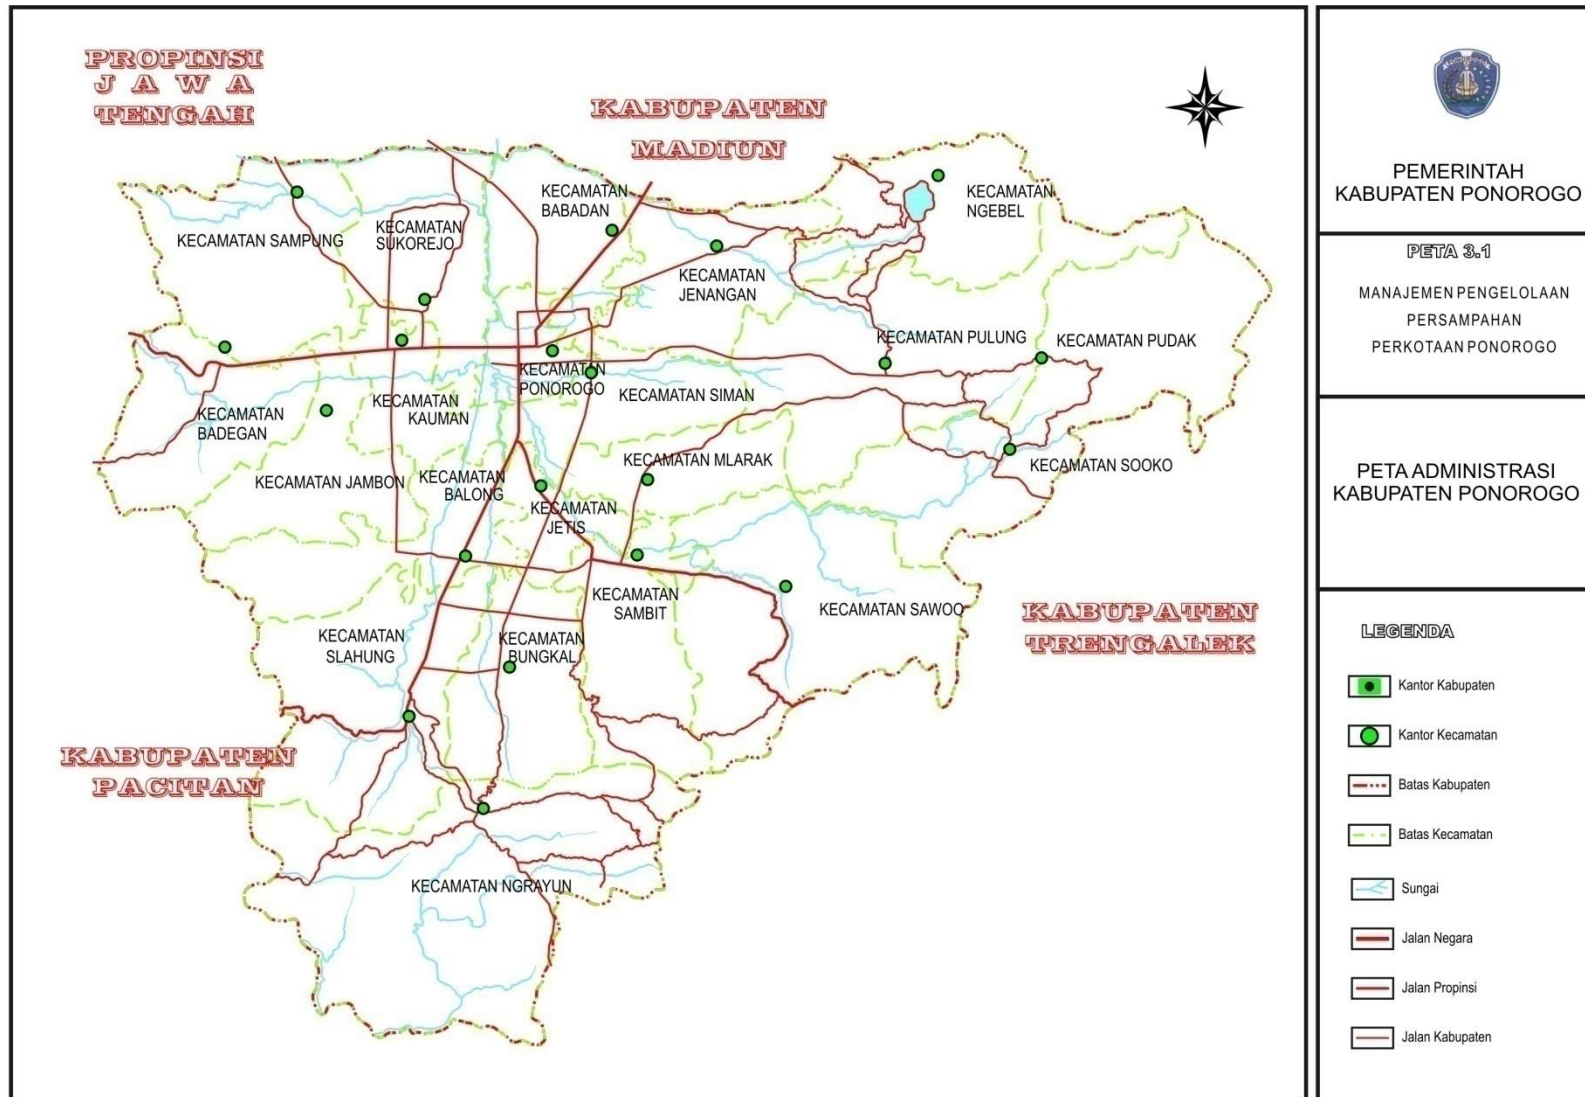 PROPINSI
J A W A
TENGAH
KABUPATEN
MADIUN
KECAMATAN
BABADAN
KECAMATAN
NGEBEL
KECAMATAN SAMPUNG
KECAMATAN
SUKOREJO
KECAMATAN
JENANGAN
KECAMATAN PULUNG
KECAMATAN PUDAK
KECAMATAN
PONOROGO
KECAMATAN SIMAN
KECAMATAN
KAUMAN
KECAMATAN
BADEGAN
KECAMATAN MLARAK
KECAMATAN SOOKO
KECAMATAN JAMBON
KECAMATAN
BALONG
KECAMATAN
JETIS
KECAMATAN
SAMBIT
KECAMATAN SAWOO
KABUPATEN
TRENGALEK
KECAMATAN
SLAHUNG
KECAMATAN
BUNGKAL
KABUPATEN
PACITAN
KECAMATAN NGRAYUN
PEMERINTAH
KABUPATEN PONOROGO
PETA 3.1
MANAJEMEN PENGELOLAAN
PERSAMPAHAN
PERKOTAAN PONOROGO
PETA ADMINISTRASI
KABUPATEN PONOROGO
LEGENDA
Kantor Kabupaten
Kantor Kecamatan
Batas Kabupaten
Batas Kecamatan
Sungai
Jalan Negara
Jalan Propinsi
Jalan Kabupaten